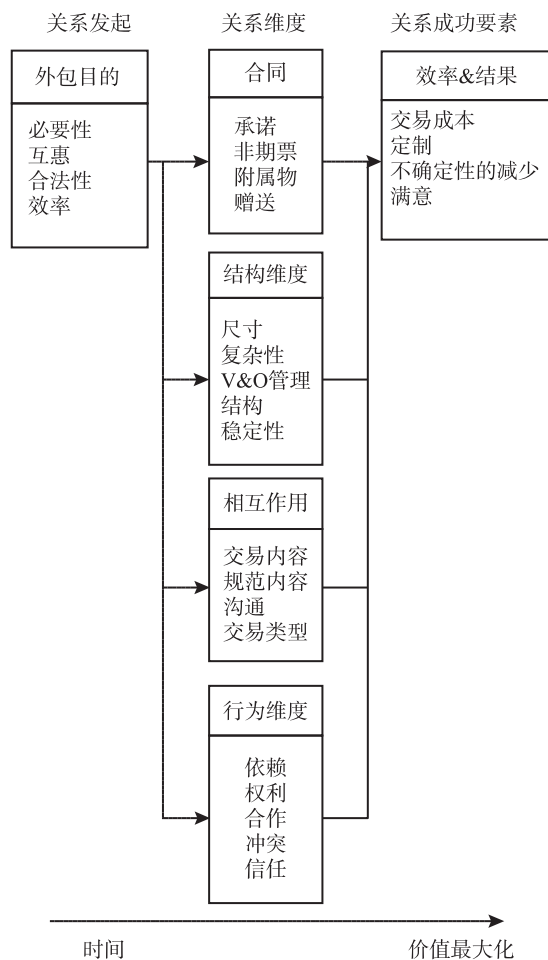 关系发起
关系维度
关系成功要素
外包目的
必要性
互惠
合法性
效率
合同
承诺
非期票
附属物
赠送
结构维度
尺寸
复杂性
V&O管理
结构
稳定性
相互作用
交易内容
规范内容
沟通
交易类型
行为维度
依赖
权利
合作
冲突
信任
效率&结果
交易成本
定制
不确定性的减少
满意
时间
价值最大化